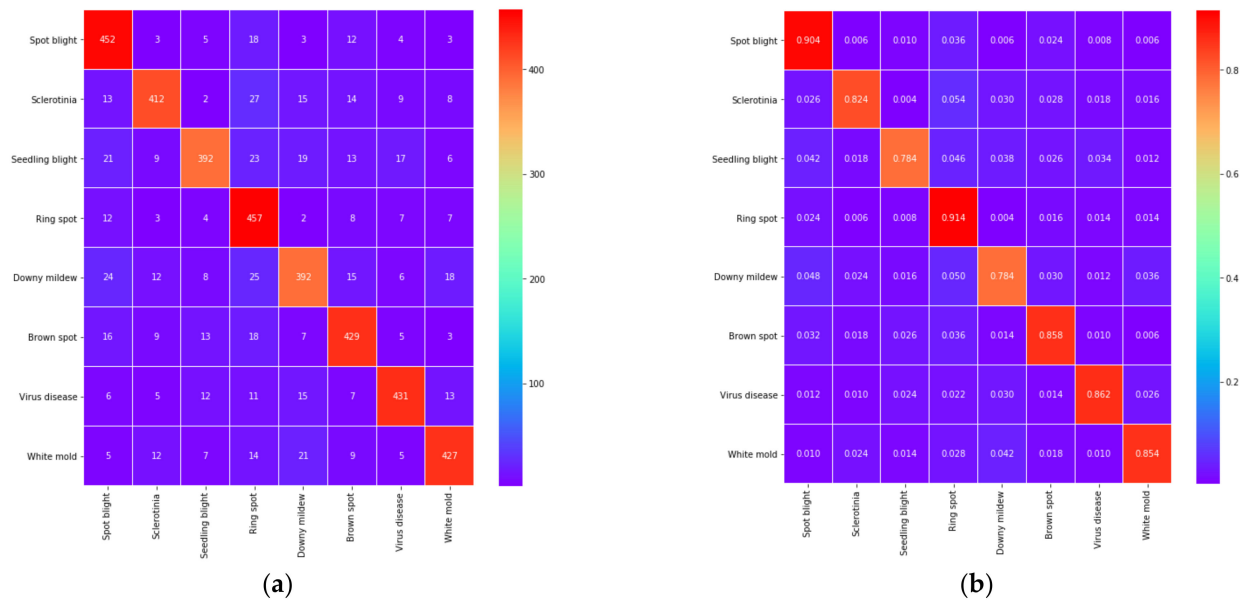 Spot blight 452 3 5 18 3 12 4 3
Sclerotinia 13 412 2 27 15 14 9 8
Seedling blight 21 9 392 23 19 13 17 6
Ring spot 12 3 4 457 2 8 7 7
Downy mildew 24 12 8 25 392 15 6 18
Brown spot 16 9 13 18 7 429 5 3
Virus disease 6 5 12 11 15 7 431 13
White mold 5 12 7 14 21 9 5 427
Spot blight
Sclerotinia
Seedling blight
Ring spot
Downy mildew
Brown spot
Virus disease
White mold
400
300
200
100
(a)
Spot blight 0.904 0.006 0.010 0.036 0.006 0.024 0.008 0.006
Sclerotinia 0.026 0.824 0.004 0.054 0.030 0.028 0.018 0.016
Seedling blight 0.042 0.018 0.784 0.046 0.038 0.026 0.034 0.012
Ring spot 0.024 0.006 0.008 0.914 0.004 0.016 0.014 0.014
Downy mildew 0.048 0.024 0.016 0.050 0.784 0.030 0.012 0.036
Brown spot 0.032 0.018 0.026 0.036 0.014 0.858 0.010 0.006
Virus disease 0.012 0.010 0.024 0.022 0.030 0.014 0.862 0.026
White mold 0.010 0.024 0.014 0.028 0.042 0.018 0.010 0.854
Spot blight
Sclerotinia
Seedling blight
Ring spot
Downy mildew
Brown spot
Virus disease
White mold
0.8
0.6
0.4
0.2
(b)